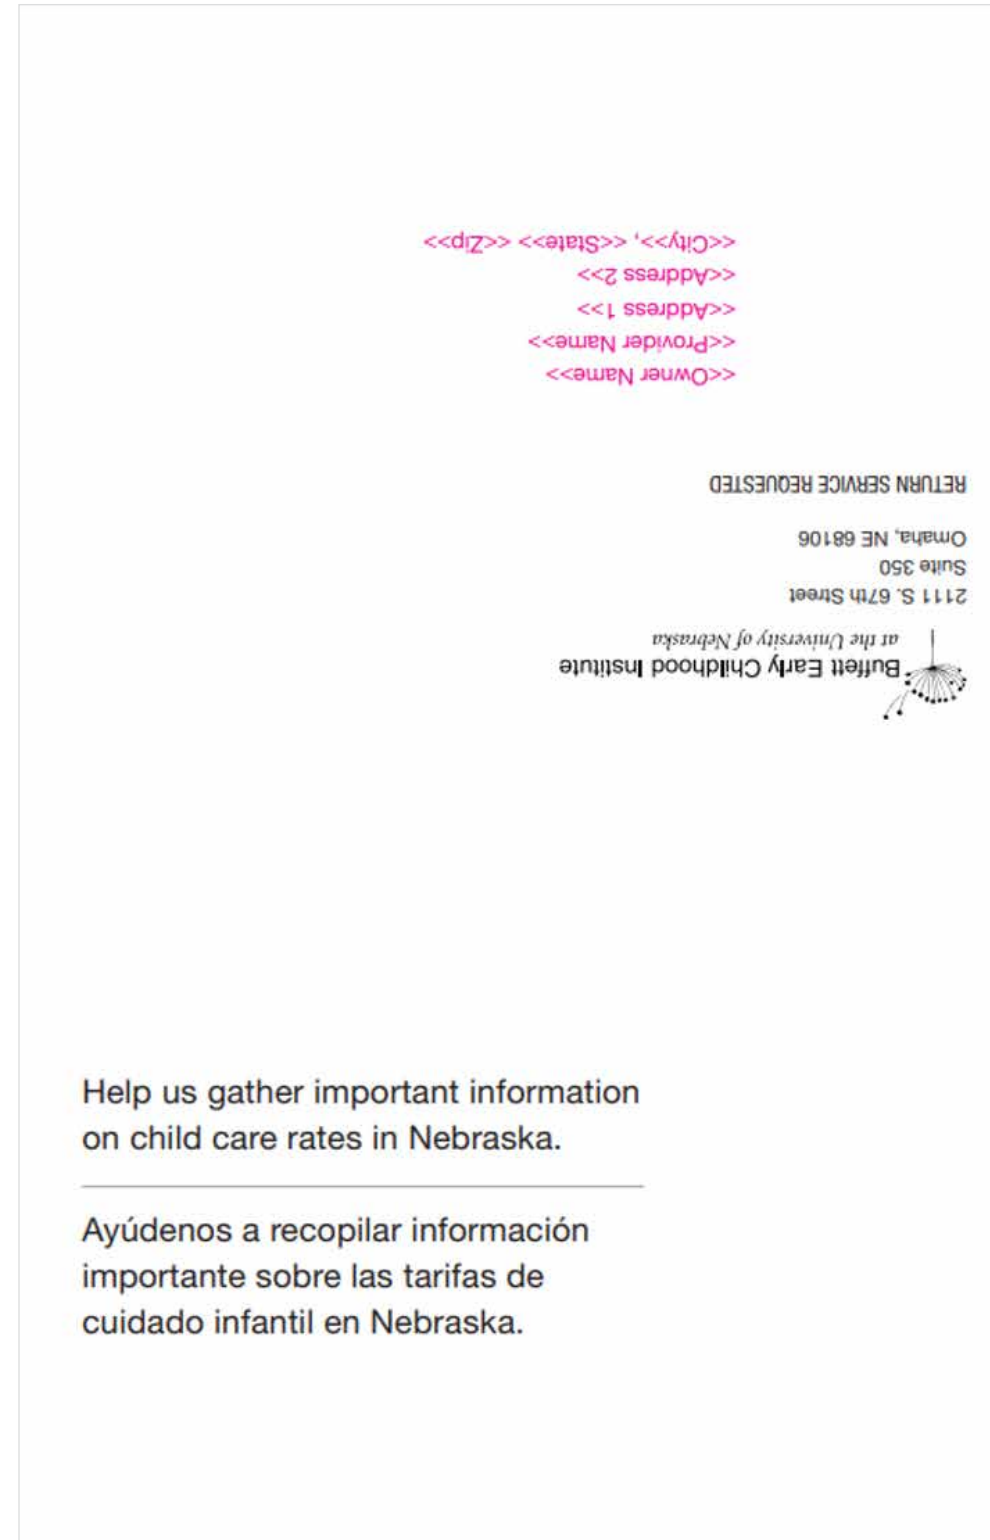 Buffett Early Childhood Institute
at the University of Nebraska
2111 S. 67th Street
Suite 350
Omaha, NE 68106
RETURN SERVICE REQUESTED
<<Owner Name>>
<<Provider Name>>
<<Address 1>>
<<Address 2>>
<<City>>, <<State>> <<Zip>>
Help us gather important information
on child care rates in Nebraska.
Ayúdenos a recopilar información
importante sobre las tarifas de
cuidado infantil en Nebraska.